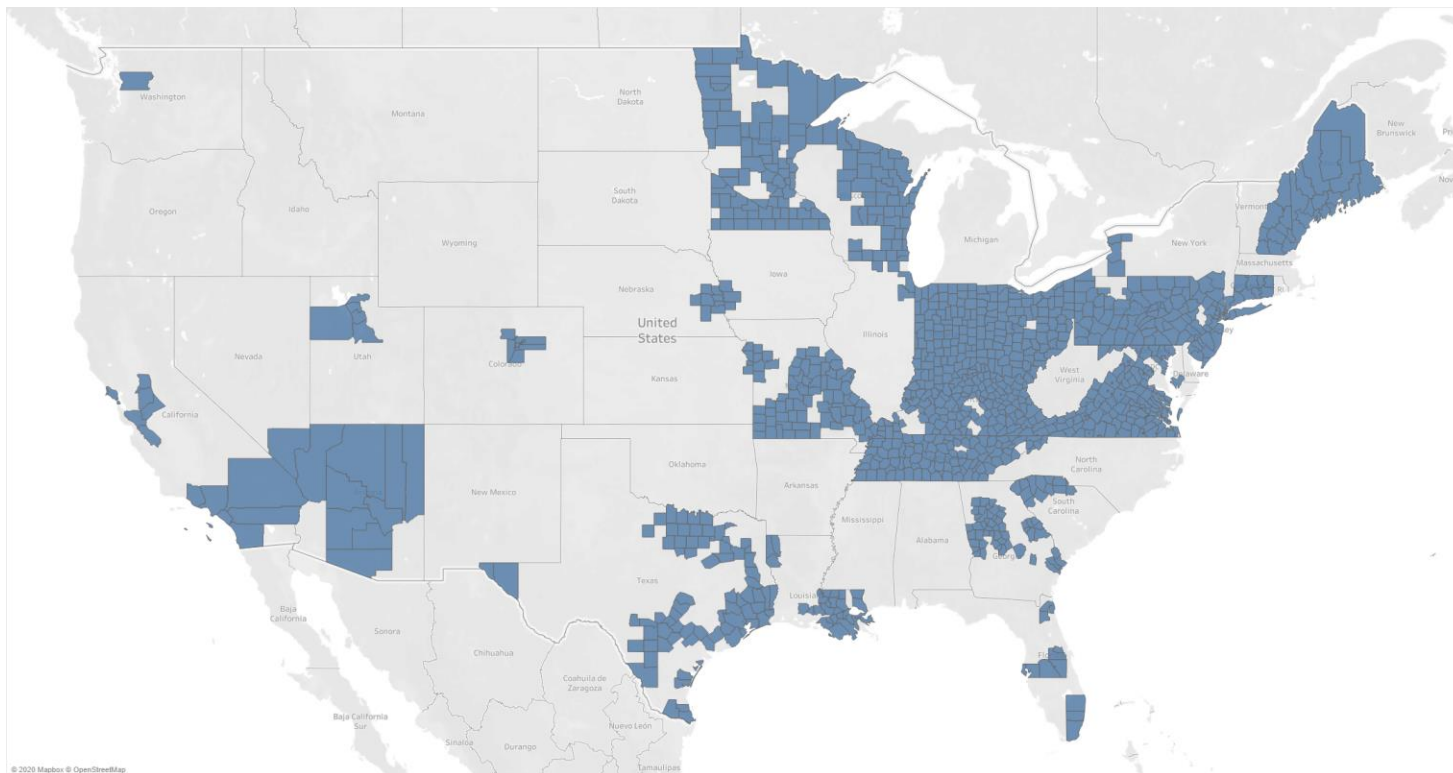 Washington
Montana
North
Dakota
New
Brunswick
Oregon
Idaho
South
Dakota
Wyoming
Michigan
Vermont
New York
Massachusetts
Iowa
Nebraska
United
States
Illinois
Nevada
Utah
Colorado
Kansas
West
Virginia
Delaware
California
Oklahoma
Arkansas
North
Carolina
South
Carolina
New Mexico
Mississippi
Alabama
Georgia
Texas
Louisia
Baja
California
Sonora
Chihuahua
Coahuila de
Zaragoza
Baja California
Sur
Nuevo León
Sinaloa
Durango
Tamaulipas
© 2020 Mapbox © OpenStreetMap